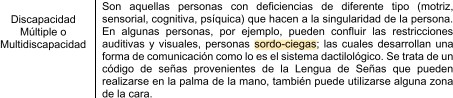 Discapacidad
Múltiple o
Multidiscapacidad
Son aquellas personas con deficiencias de diferente tipo (motriz,
sensorial, cognitiva, psíquica) que hacen a la singularidad de la persona.
En algunas personas, por ejemplo, pueden confluir las restricciones
auditivas y visuales, personas sordo-ciegas; las cuales desarrollan una
forma de comunicación como lo es el sistema dactilológico. Se trata de un
código de señas provenientes de la Lengua de Señas que pueden
realizarse en la palma de la mano, también puede utilizarse alguna zona
de la cara.